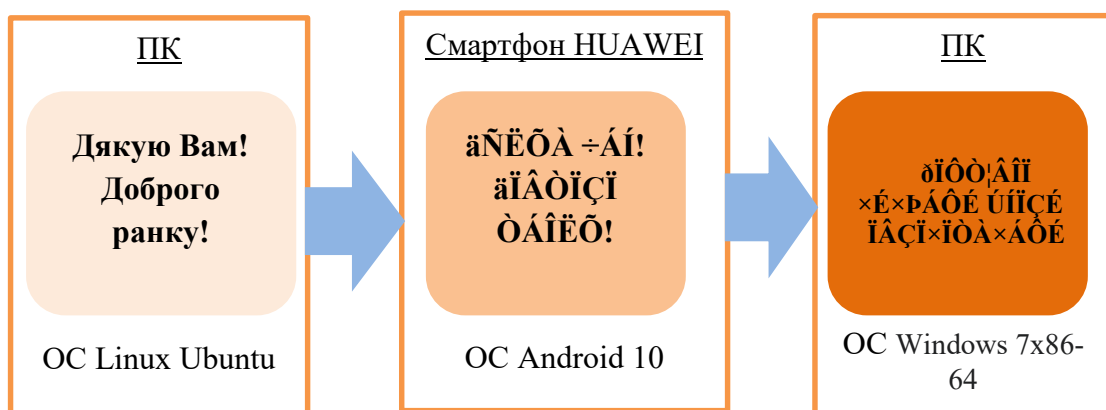 ПК
Дякую Вам!
Доброго
ранку!
ОС Linux Ubuntu
Смартфон HUAWEI
äÑËÕÀ ÷ÁÍ!
äÏÂÒÏÇÏ
ÒÁÎËÕ!
ОС Android 10
ПК
ðÏÔÒ¦ÂÎÏ
×É×ÞÁÔÉ ÚÍÏÇÉ
ÏÂÇÏ×ÏÒÀ×ÁÔÉ
ОС Windows 7x86-
64